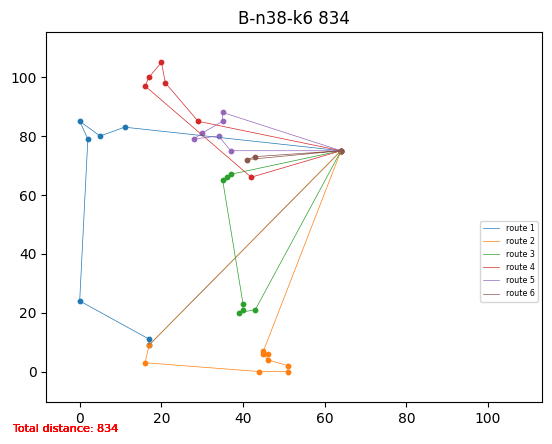 B-n38-k6 834
100
80
60
40
20
0
0 20 40 60 80 100
route 1
route 2
route 3
route 4
route 5
route 6
Total distance: 834